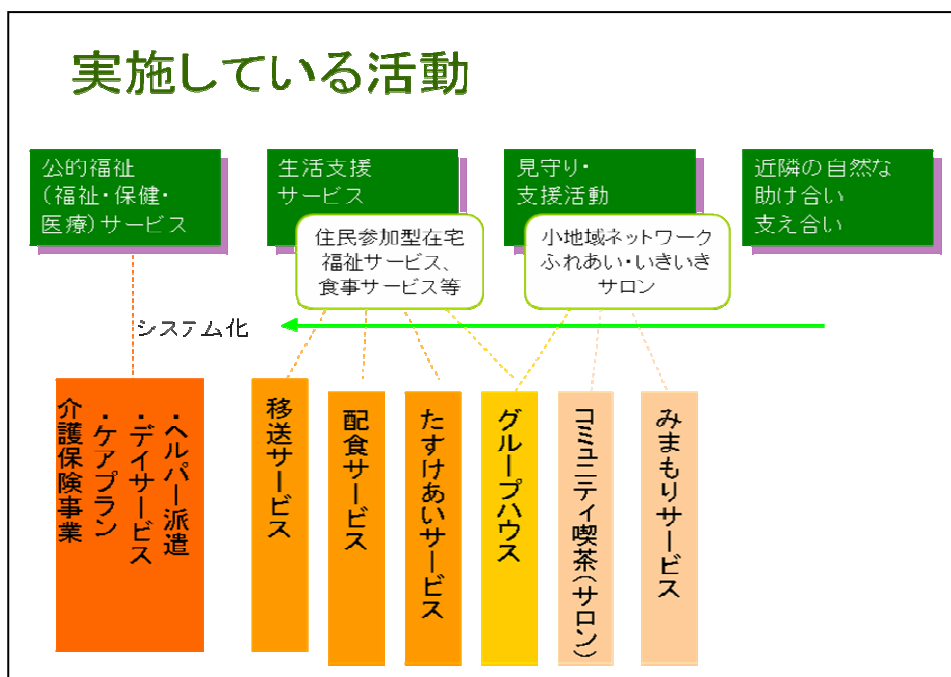 実施している活動
公的福祉
(福祉・保健・
医療)サービス
生活支援
サービス
見守り・
支援活動
近隣の自然な
助け合い
支え合い
住民参加型在宅
福祉サービス、
食事サービス等
小地域ネットワーク
ふれあい・いきいき
サロン
システム化
介護保険事業
・ケアプラン
・デイサービス
・ヘルパー派遣
移送サービス
配食サービス
たすけあいサービス
グループハウス
コミュニティ喫茶(サロン)
みまもりサービス